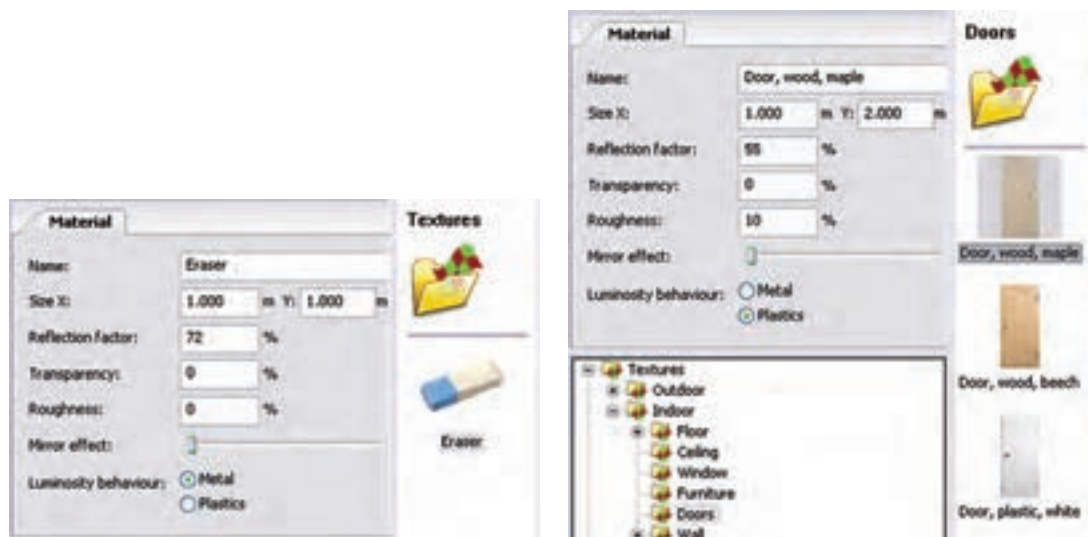 Material
Textures
Name: Eraser
Size X: 1.000 m Y: 1.000 m
Reflection factor: 72 %
Transparency: 0 %
Roughness: 0 %
Mirror effect:
Luminosity behaviour: Metal
Plastics
Eraser
Material
Doors
Name: Door, wood, maple
Size X: 1.000 m Y: 2.000 m
Reflection factor: 55 %
Transparency: 0 %
Roughness: 10 %
Mirror effect:
Luminosity behaviour: Metal
Plastics
Door, wood, maple
Door, wood, beech
Door, plastic, white
Textures
Outdoor
Indoor
Floor
Ceiling
Window
Furniture
Doors
Wall